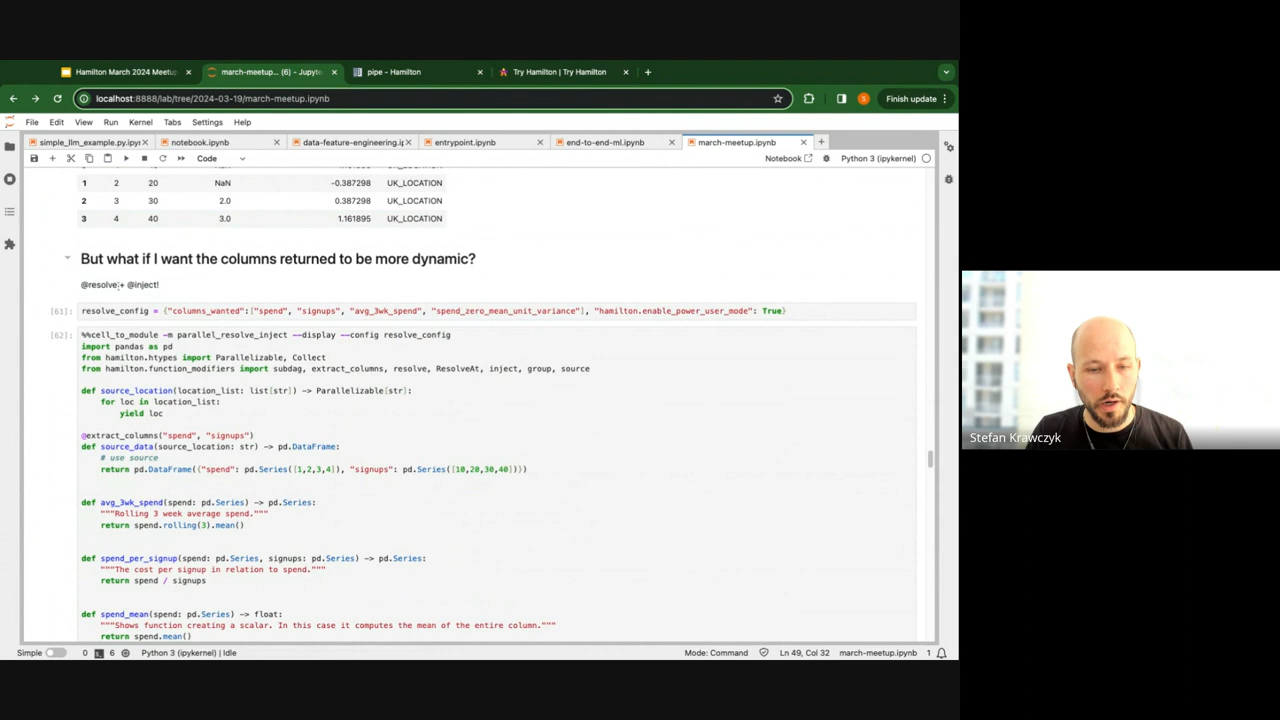 Hamilton March 2024 Meetup
march-meetup... (6) - Jupyte
pipe - Hamilton
Try Hamilton | Try Hamilton
localhost:8888/lab/tree/2024-03-19/march-meetup.ipynb
S
Finish update
File Edit View Run Kernel Tabs Settings Help
simple_llm_example.py.ipynb
notebook.ipynb
data-feature-engineering.ip
entrypoint.ipynb
end-to-end-ml.ipynb
march-meetup.ipynb
Code
Notebook
Python 3 (ipykernel)
1 2 20 NaN -0.387298 UK_LOCATION
2 3 30 2.0 0.387298 UK_LOCATION
3 4 40 3.0 1.161895 UK_LOCATION
But what if I want the columns returned to be more dynamic?
@resolve + @inject!
[61]: resolve_config = {"columns_wanted":["spend", "signups", "avg_3wk_spend", "spend_zero_mean_unit_variance"], "hamilton.enable_power_user_mode": True}
[62]: %%cell_to_module -m parallel_resolve_inject --display --config resolve_config
import pandas as pd
from hamilton.htypes import Parallelizable, Collect
from hamilton.function_modifiers import subdag, extract_columns, resolve, ResolveAt, inject, group, source
def source_location(location_list: list[str]) -> Parallelizable[str]:
for loc in location_list:
yield loc
@extract_columns("spend", "signups")
def source_data(source_location: str) -> pd.DataFrame:
# use source
return pd.DataFrame({"spend": pd.Series([1,2,3,4]), "signups": pd.Series([10,20,30,40])})
def avg_3wk_spend(spend: pd.Series) -> pd.Series:
"""Rolling 3 week average spend."""
return spend.rolling(3).mean()
def spend_per_signup(spend: pd.Series, signups: pd.Series) -> pd.Series:
"""The cost per signup in relation to spend."""
return spend / signups
def spend_mean(spend: pd.Series) -> float:
"""Shows function creating a scalar. In this case it computes the mean of the entire column."""
return spend.mean()
Simple 0 6 Python 3 (ipykernel) | Idle Mode: Command Ln 49, Col 32 march-meetup.ipynb 1
Stefan Krawczyk